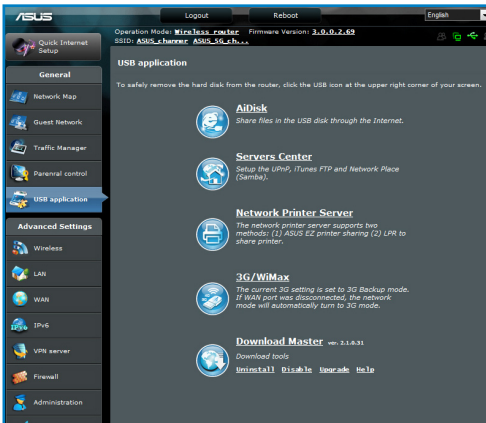 ASUS
Logout
Reboot
English
Quick Internet
Setup
Operation Mode: Wireless router Firmware Version: 3.0.0.2.69
SSID: ASUS_channer ASUS_5G_ch...
General
Network Map
Guest Network
Traffic Manager
Parenral control
USB application
Advanced Settings
Wireless
LAN
WAN
IPv6
VPN server
Firewall
Administration
USB application
To safely remove the hard disk from the router, click the USB icon at the upper right corner of your screen.
AiDisk
Share files in the USB disk through the Internet.
Servers Center
Setup the UPnP, iTunes FTP and Network Place
(Samba).
Network Printer Server
The network printer server supports two
methods: (1) ASUS EZ printer sharing (2) LPR to
share printer.
3G/WiMax
The current 3G setting is set to 3G Backup mode.
If WAN port was dissconnected, the network
mode will automatically turn to 3G mode.
Download Master ver. 2.1.0.31
Download tools
Uninstall Disable Upgrade Help